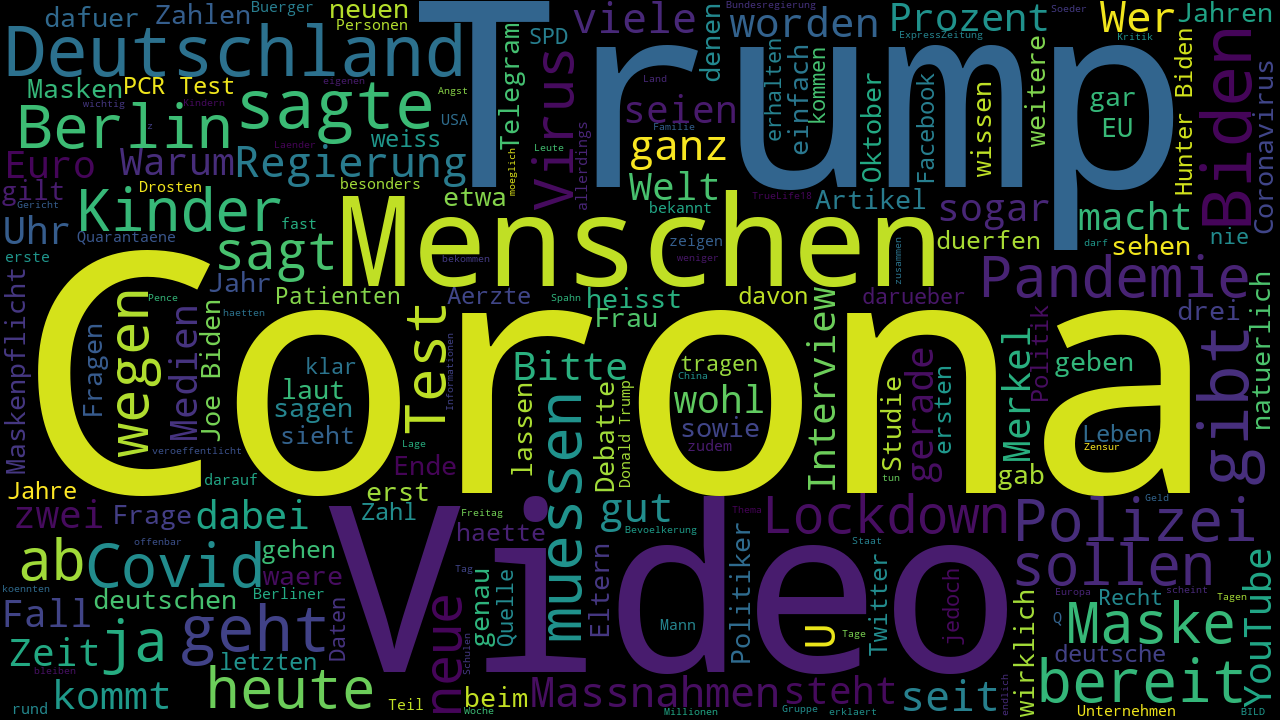 dafuer
Zahlen
Buerger
neuen
Personen
Trump
SPD
viele
denen
Bundesregierung
worden
Prozent
ExpressZeitung
Soeder
Kritik
Wer
Jahren
Deutschland
Masken
PCR Test
wichtig
Kindern
eigenen
Angst
Telegram
Virus
Land
erhalten
einfach
kommen
Oktober
Facebook
wissen
weitere
gar
EU
Hunter Biden
Biden
Coronavirus
Berlin
z
sagte
weiss
USA
Laender
Leute
moeglich
allerdings
seien
Familie
ganz
Euro
Warum
Regierung
Drosten
besonders
etwa
Welt
bekannt
TrueLife18
Artikel
sogar
macht
gilt
Gericht
Kinder
fast
Menschen
bekommen
zeigen
weniger
zusammen
duerfen
darf
sehen
nie
Uhr
Quarantaene
erste
sagt
Jahr
Pence
haetten
Patienten
Aerzte
Spahn
heisst
Frau
davon
darueber
Pandemie
drei
natuerlich
Maskenpflicht
Corona
Fragen
wegen
Medien
Joe Biden
klar
laut
sagen
sieht
Test
Informationen
Bitte
tragen
China
wohl
sowie
zudem
Interview
Studie
gerade
ersten
Merkel
Politik
geben
Leben
Zensur
gibt
veroeffentlicht
Lage
lassen
muessen
Debatte
Donald Trump
tun
gab
Jahre
darauf
Ende
erst
zwei
Frage
dabei
Zahl
Freitag
haette
gut
Bevoelkerung
Thema
Lockdown
Geld
Polizei
offenbar
Video
Staat
ab
Covid
gehen
waere
Tag
koennten
deutschen
Berliner
genau
Quelle
Eltern
Politiker
Twitter
jedoch
sollen
Europa
scheint
Recht
Tagen
YouTube
Fall
ja
geht
Daten
neue
Schulen
Mann
U
Tage
wirklich
Q
Maske
deutsche
Zeit
letzten
bleiben
rund
kommt
heute
Teil
beim
Woche
Massnahmen
Millionen
steht
Gruppe
erklaert
seit
endlich
bereit
Unternehmen
BILD